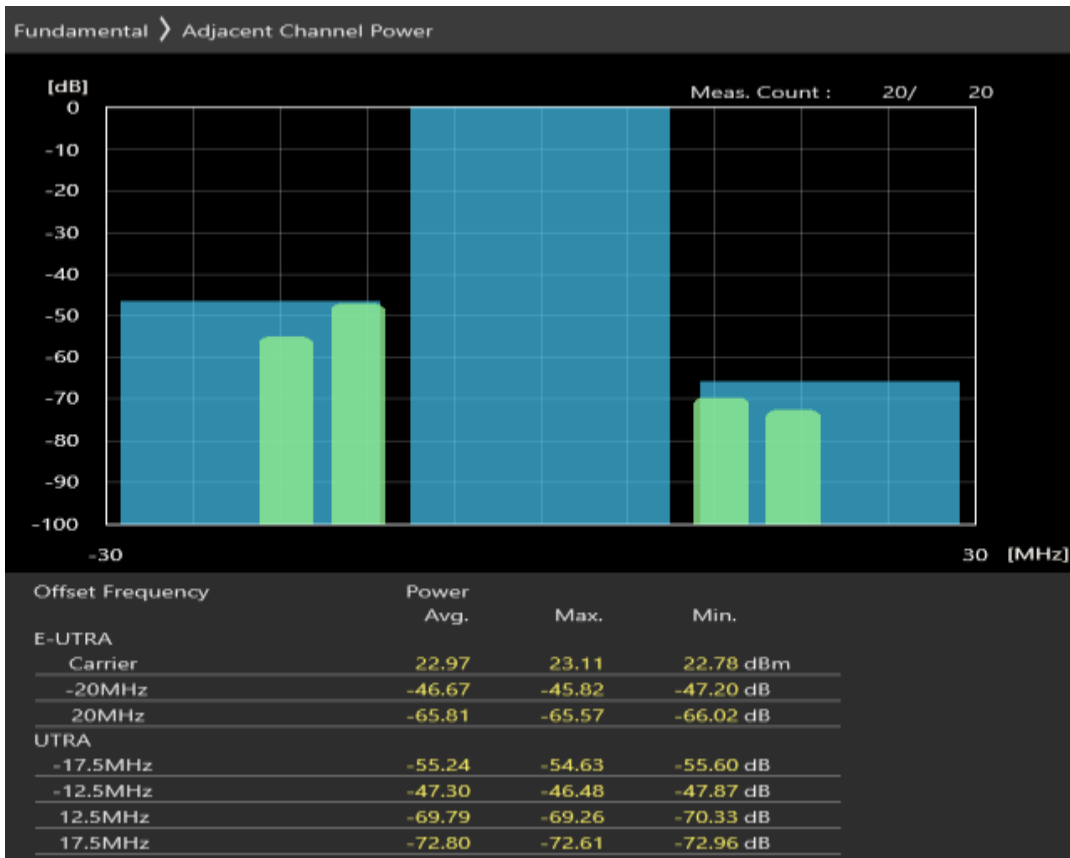 Fundamental ❯ Adjacent Channel Power
[dB]
Meas. Count : 20/ 20
0
-10
-20
-30
-40
-50
-60
-70
-80
-90
-100
-30 30 [MHz]
Offset Frequency Power
Avg. Max. Min.
E-UTRA
Carrier 22.97 23.11 22.78 dBm
-20MHz -46.67 -45.82 -47.20 dB
20MHz -65.81 -65.57 -66.02 dB
UTRA
-17.5MHz -55.24 -54.63 -55.60 dB
-12.5MHz -47.30 -46.48 -47.87 dB
12.5MHz -69.79 -69.26 -70.33 dB
17.5MHz -72.80 -72.61 -72.96 dB